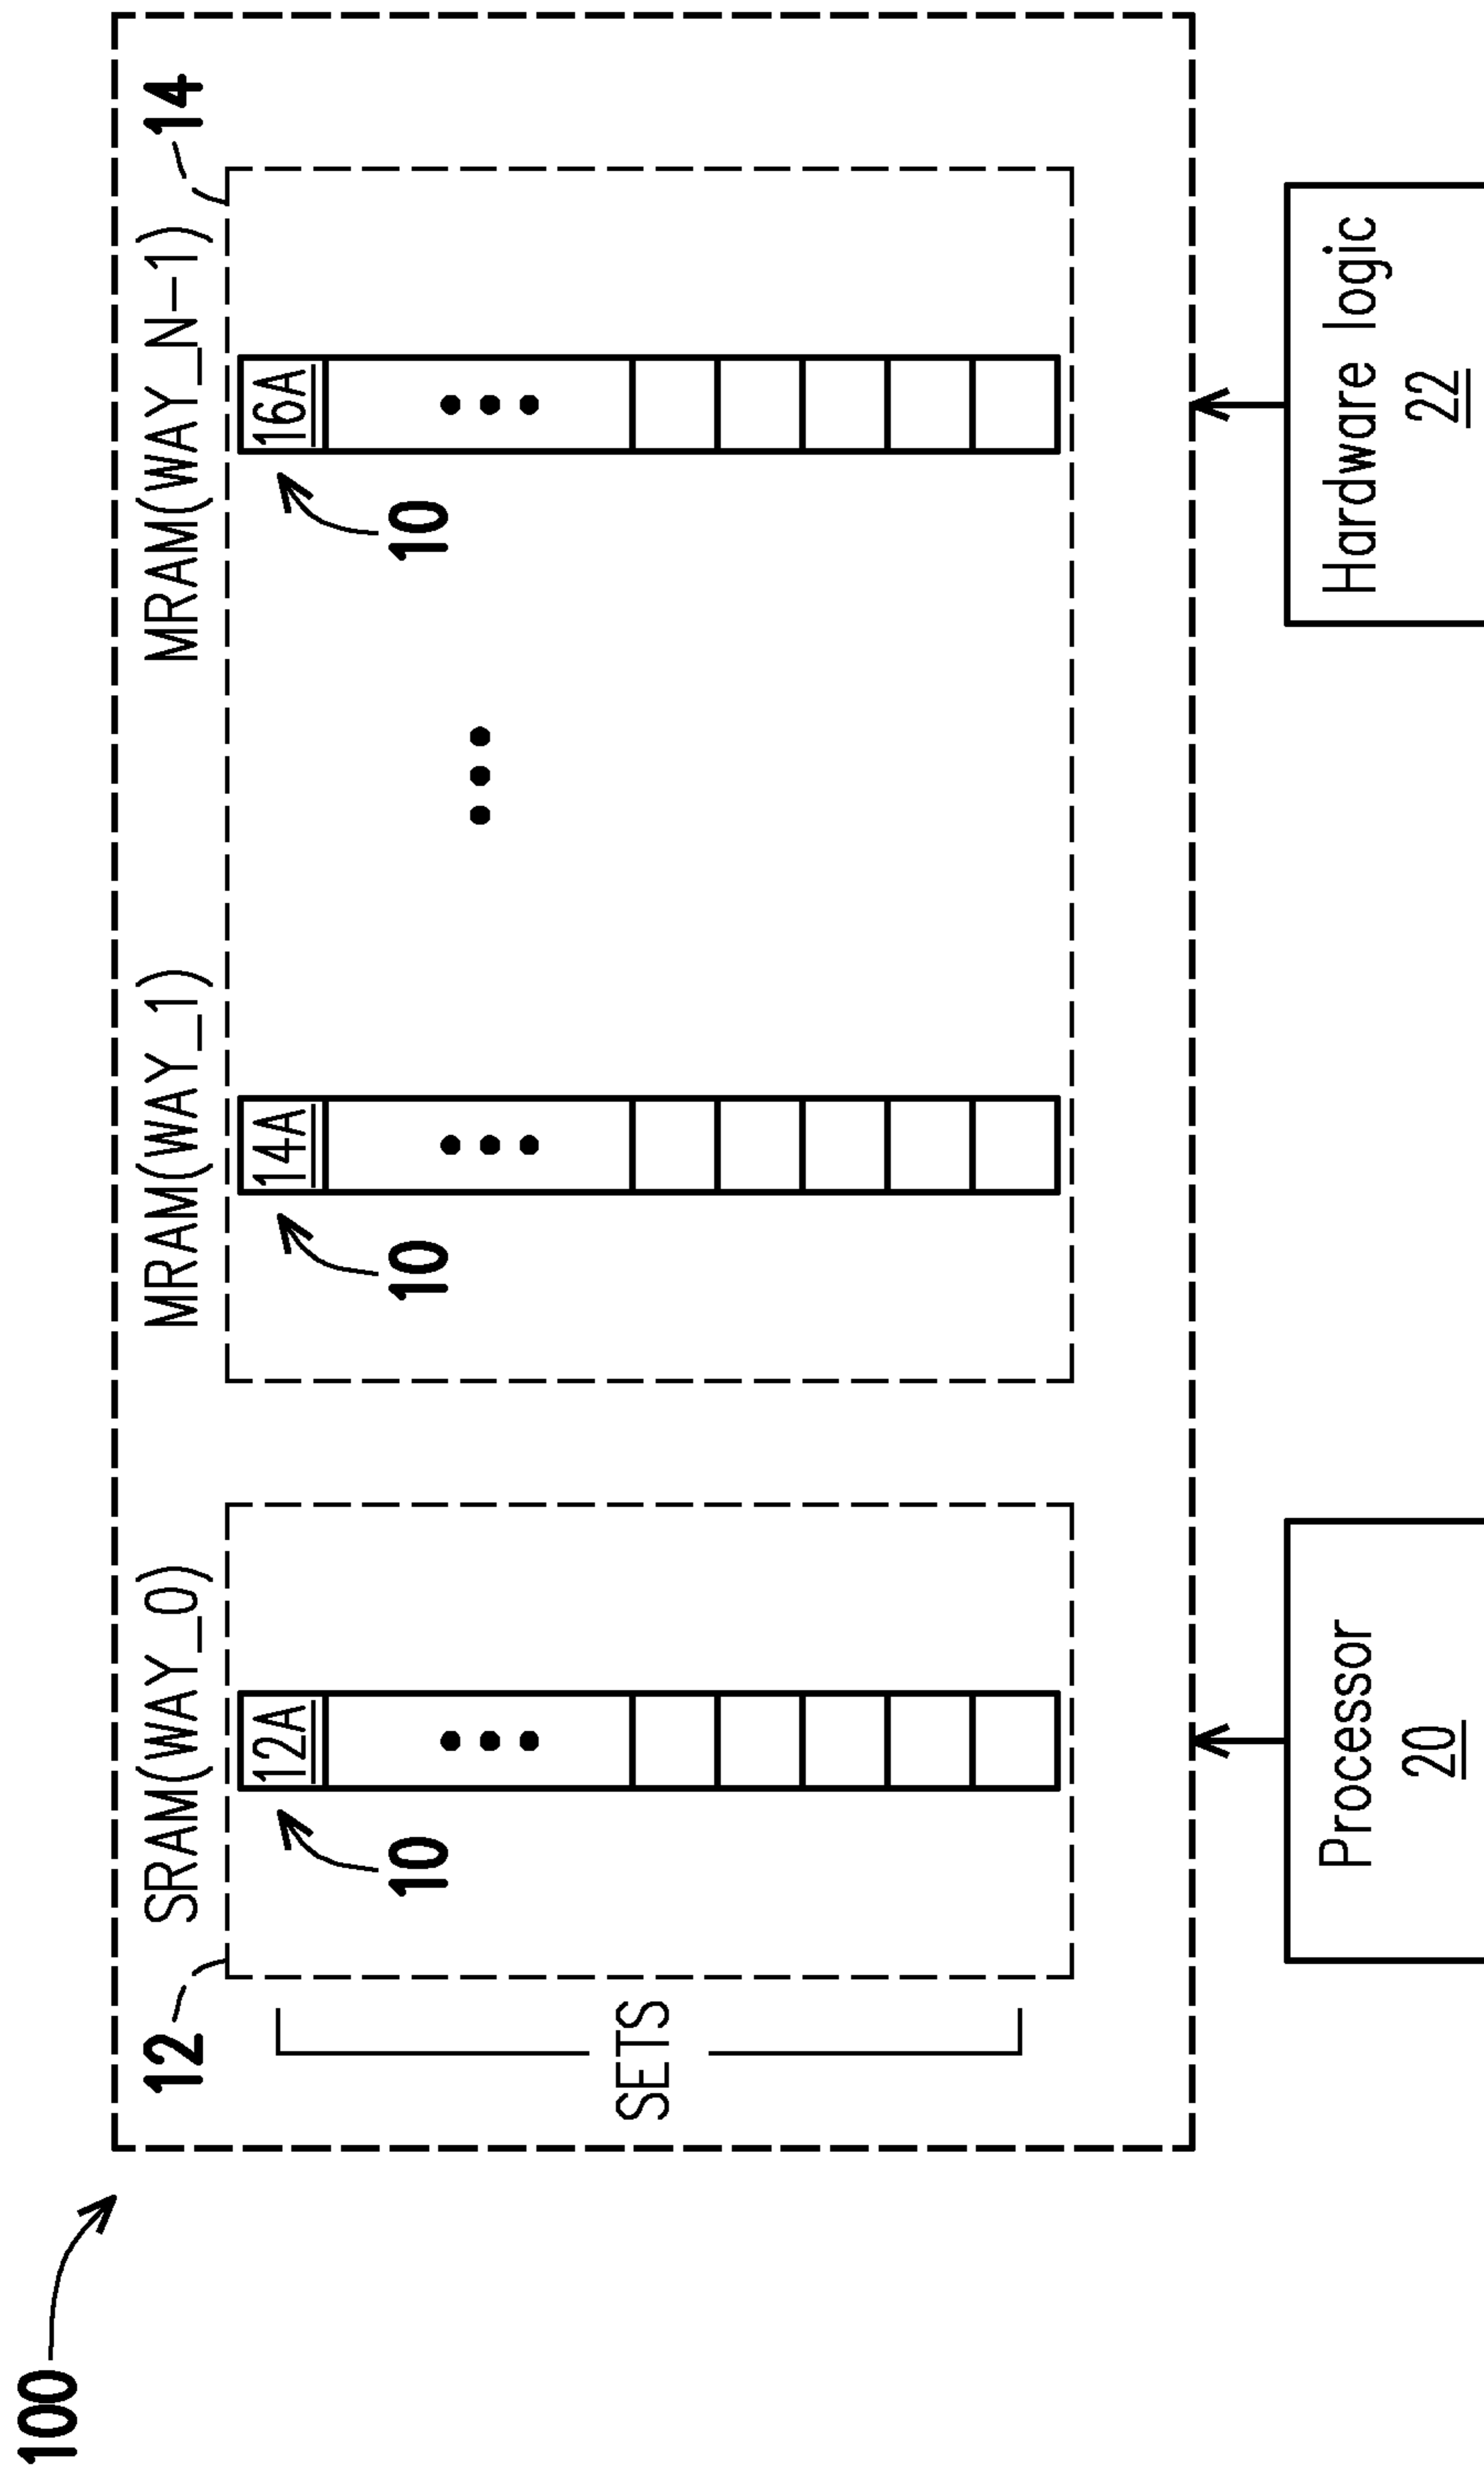 100
12
SRAM(WAY_0)
MRAM(WAY_1)
MRAM(WAY_N-1)
14
12A
14A
16A
10
10
10
SETS
Processor
20
Hardware logic
22